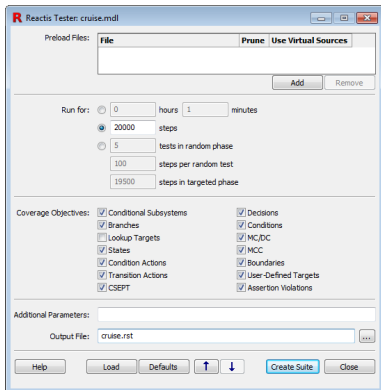 Reactis Tester: cruise.mdl
Preload Files: File Prune Use Virtual Sources
Add Remove
Run for: 0 hours 1 minutes
20000 steps
5 tests in random phase
100 steps per random test
19500 steps in targeted phase
Coverage Objectives: Conditional Subsystems Decisions
Branches Conditions
Lookup Targets MC/DC
States MCC
Condition Actions Boundaries
Transition Actions User-Defined Targets
CSEPT Assertion Violations
Additional Parameters:
Output File: cruise.rst ...
Help Load Defaults ↑ ↓ Create Suite Close